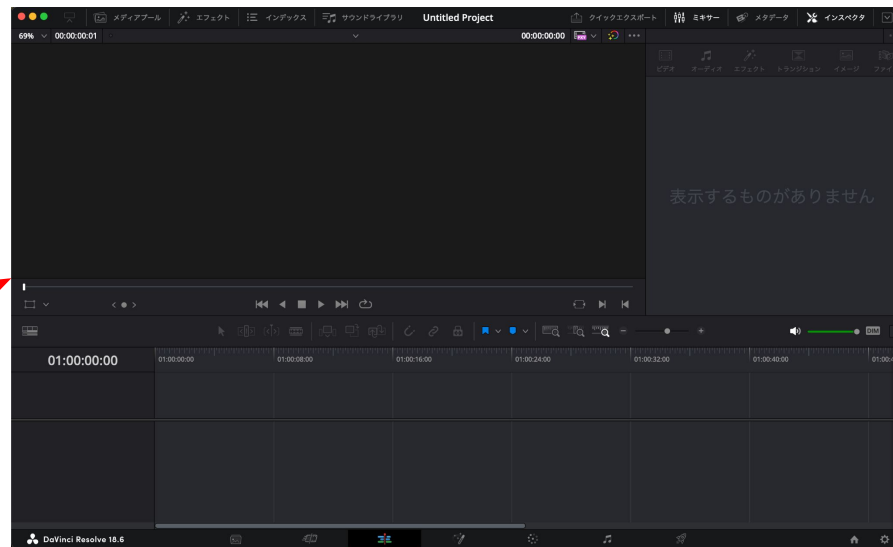 メディアプール エフェクト インデックス サウンドライブラリ Untitled Project クイックエクスポート ミキサー メタデータ インスペクタ
69% 00:00:00:01 00:00:00:00
ビデオ オーディオ エフェクト トランジション イメージ ファイ
表示するものがありません
DIM
01:00:00:00 01:00:00:00 01:00:08:00 01:00:16:00 01:00:24:00 01:00:32:00 01:00:40:00 01:00:4
DaVinci Resolve 18.6